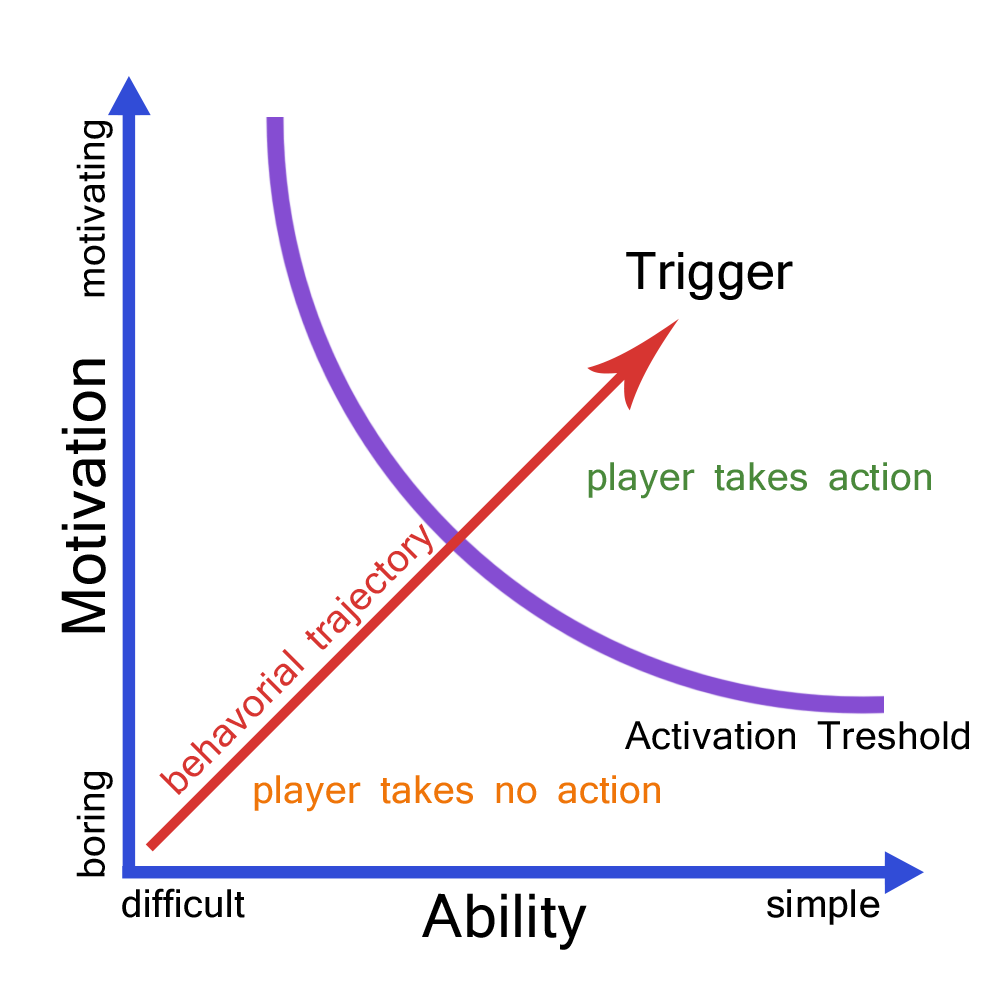 motivating
Trigger
Motivation
player takes action
behavorial trajectory
Activation Treshold
boring
player takes no action
difficult
Ability
simple